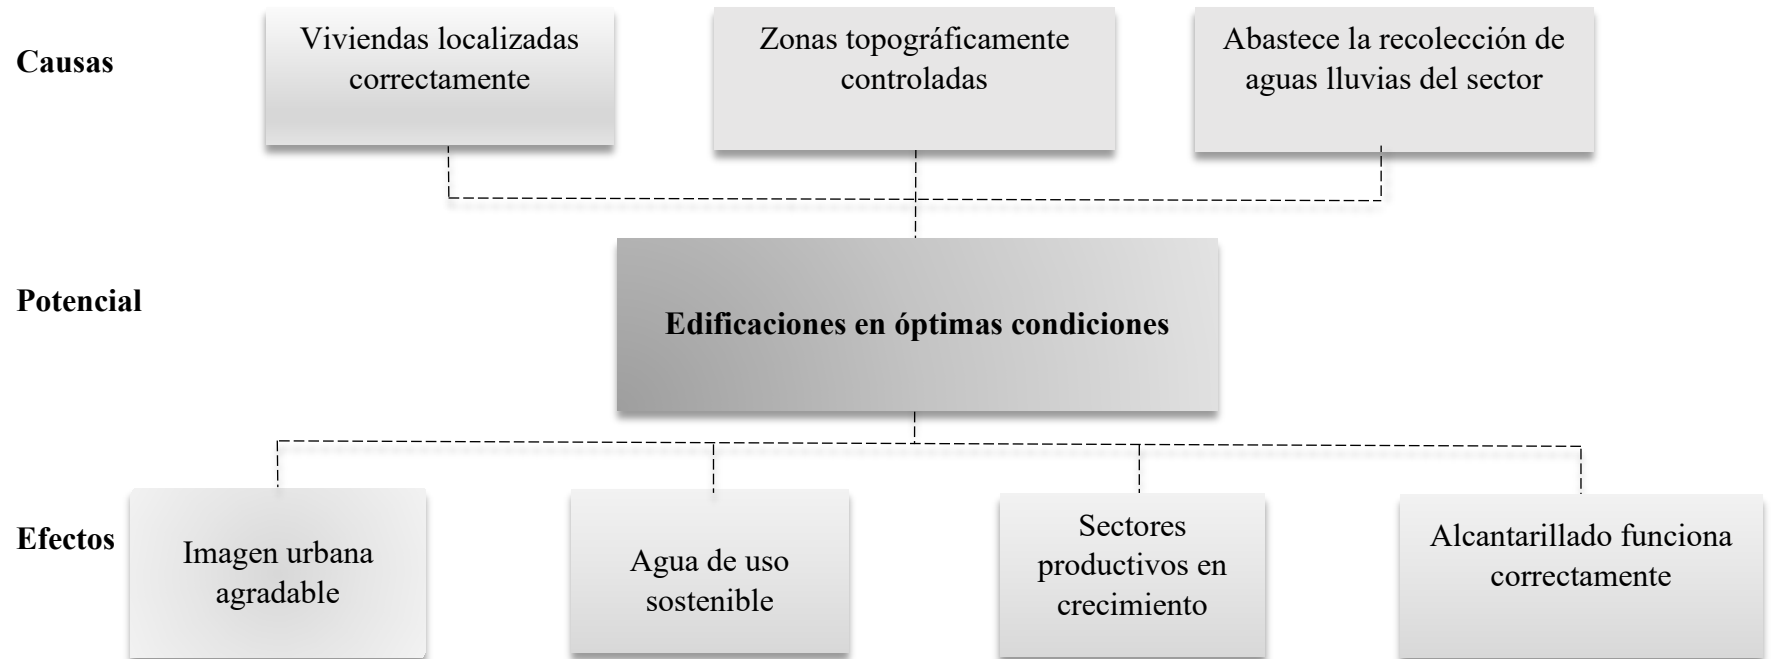 Causas
Viviendas localizadas
correctamente
Zonas topográficamente
controladas
Abastece la recolección de
aguas lluvias del sector
Potencial
Edificaciones en óptimas condiciones
Efectos
Imagen urbana
agradable
Agua de uso
sostenible
Sectores
productivos en
crecimiento
Alcantarillado funciona
correctamente